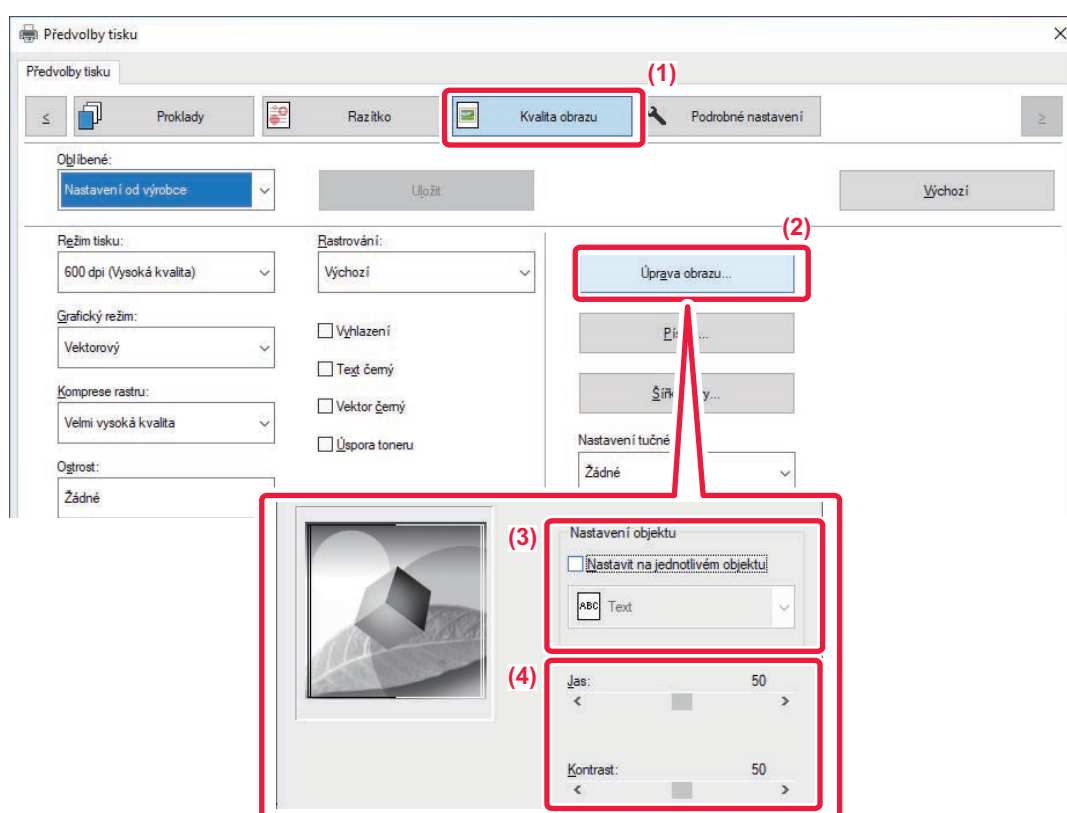 Předvolby tisku
Předvolby tisku
(1)
< Proklady Razítko Kvalita obrazu Podrobné nastavení >
Oblíbené:
Nastavení od výrobce Uložit Výchozí
(2)
Režim tisku: Rastrování:
600 dpi (Vysoká kvalita) Výchozí Úprava obrazu...
Grafický režim:
Vektorový Vyhlazení
Text černý
Komprese rastru:
Velmi vysoká kvalita Vektor černý
Úspora toneru Nastavení tučné
Ostrost: Žádné
Žádné
(3) Nastavení objektu
Nastavit na jednotlivém objektu
ABC Text
(4) Jas: 50
< >
Kontrast: 50
< >